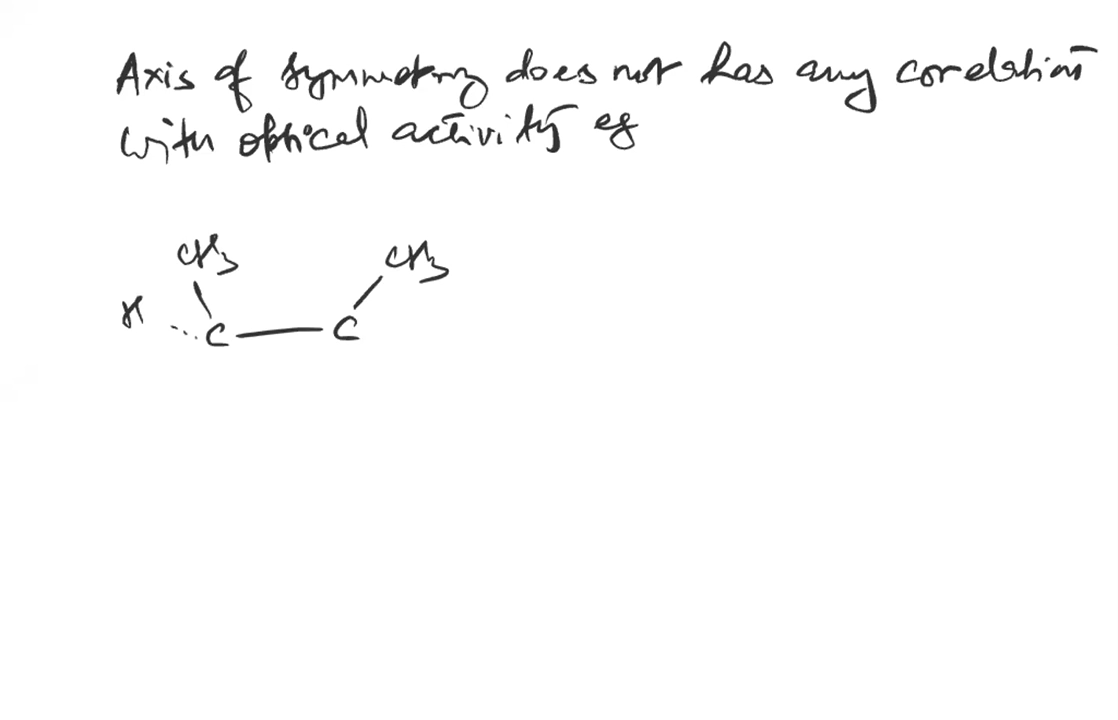 Axis of symmetry does not has any corelation
with optical activity eg
CH3 CH3
H
C C